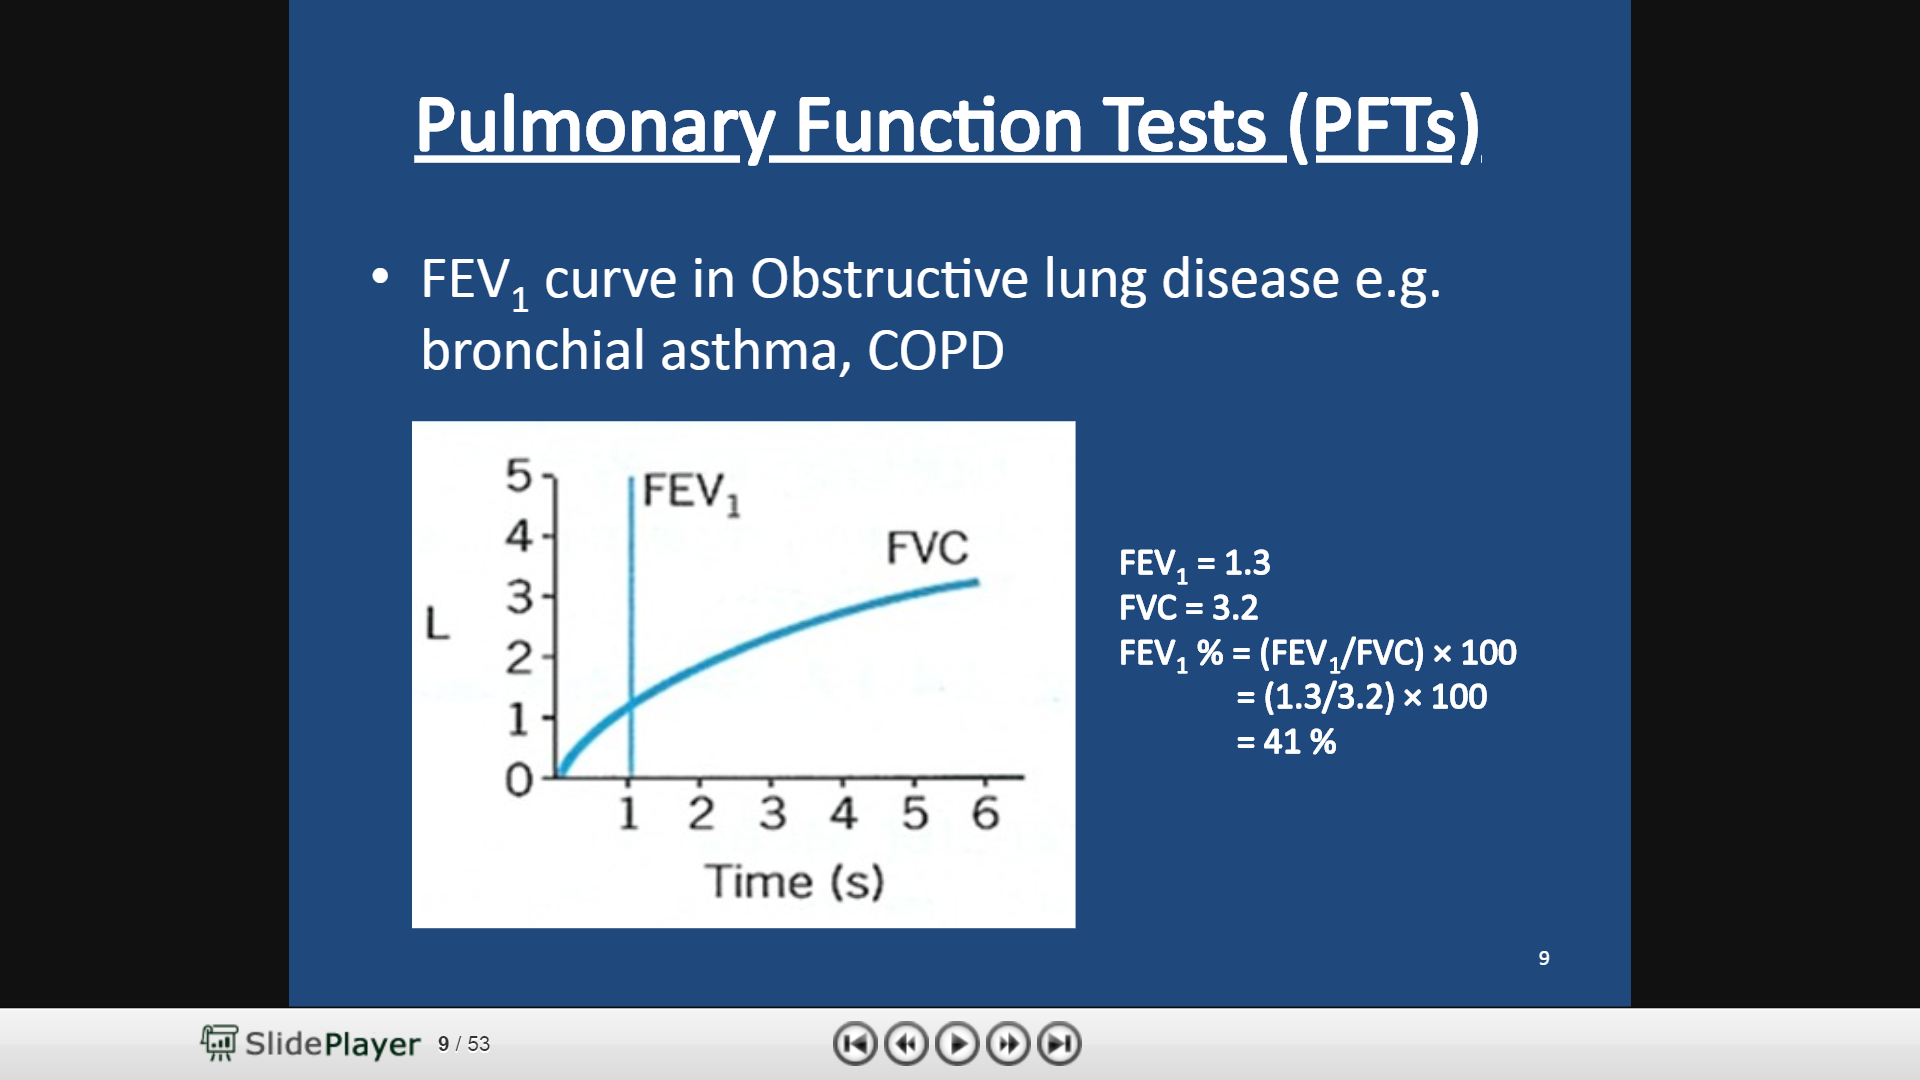 Pulmonary Function Tests (PFTs)
• FEV₁ curve in Obstructive lung disease e.g.
bronchial asthma, COPD
5
FEV₁
4
FVC
3
L
2
1
0
1 2 3 4 5 6
Time (s)
FEV₁ = 1.3
FVC = 3.2
FEV₁ % = (FEV₁/FVC) × 100
= (1.3/3.2) × 100
= 41 %
9
SlidePlayer 9 / 53